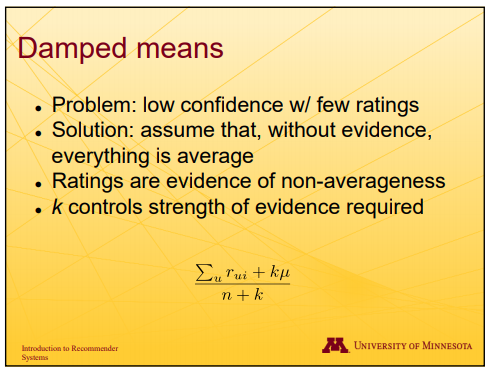 Damped means
• Problem: low confidence w/ few ratings
• Solution: assume that, without evidence,
everything is average
• Ratings are evidence of non-averageness
• k controls strength of evidence required
∑u rui + kμ
n + k
Introduction to Recommender
Systems
M UNIVERSITY OF MINNESOTA